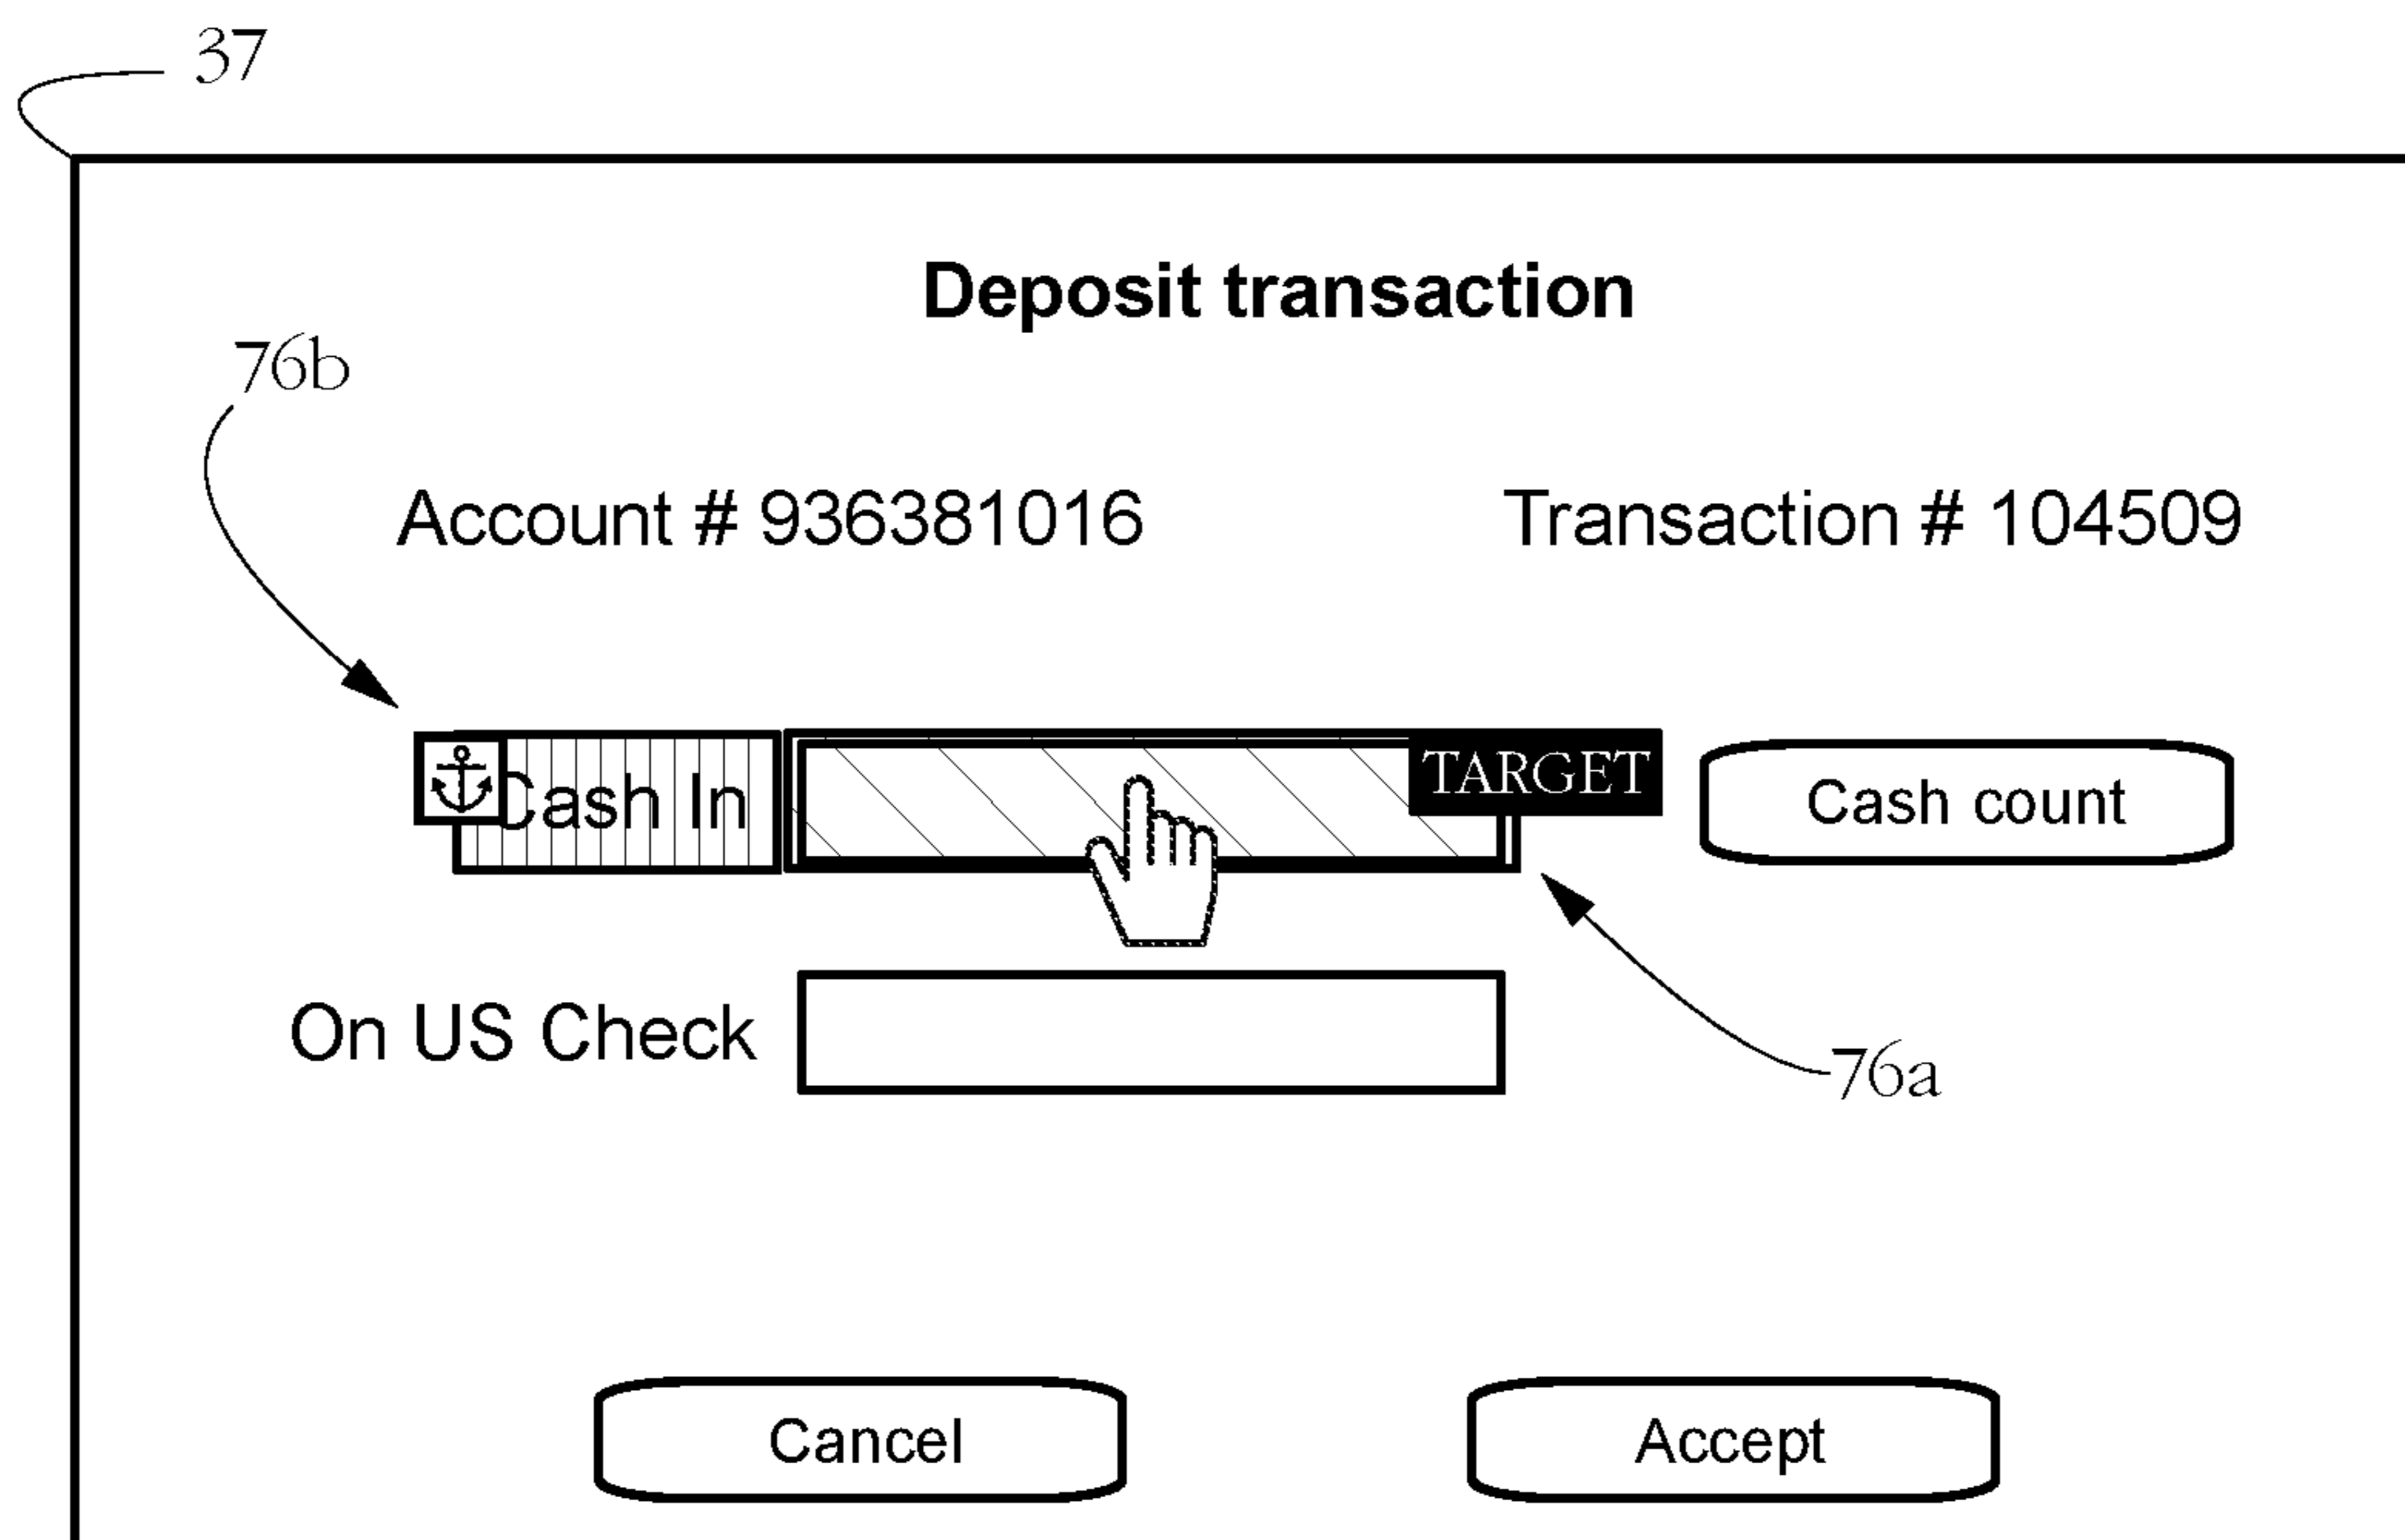 37
Deposit transaction
76b
Account # 936381016 Transaction # 104509
Cash In TARGET Cash count
On US Check
76a
Cancel Accept